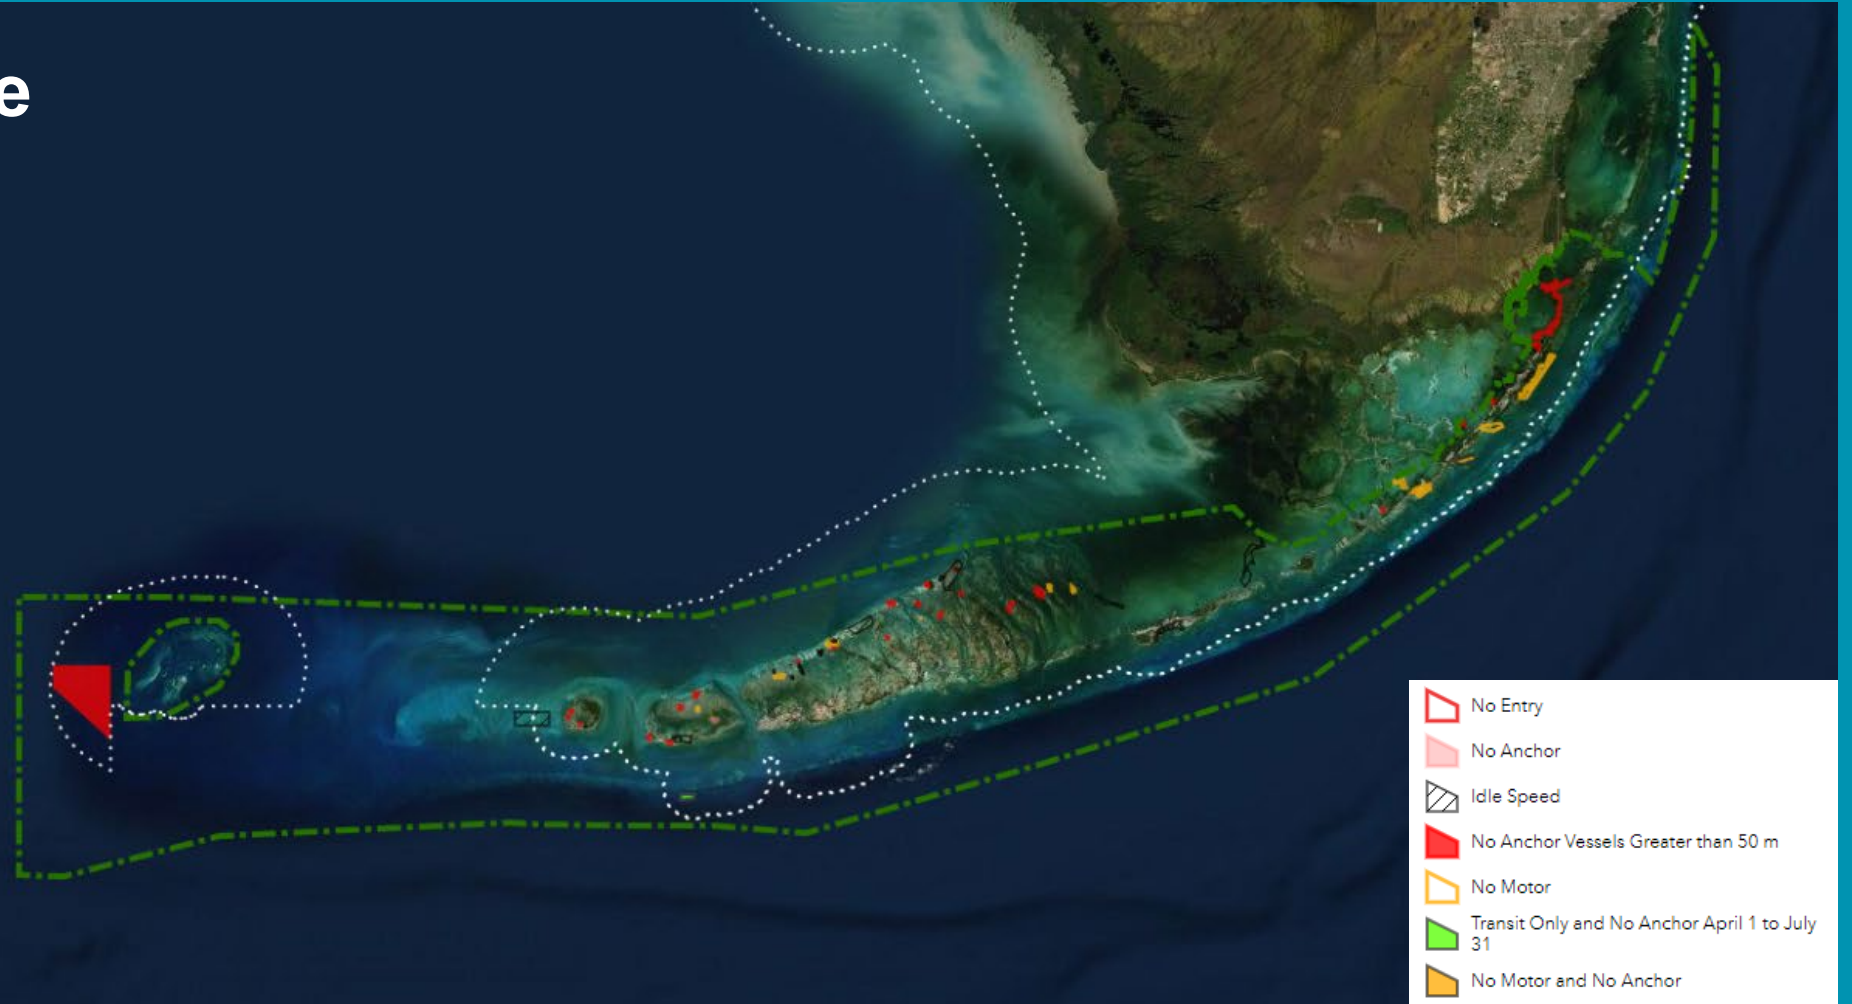 e
No Entry
No Anchor
Idle Speed
No Anchor Vessels Greater than 50 m
No Motor
Transit Only and No Anchor April 1 to July
31
No Motor and No Anchor